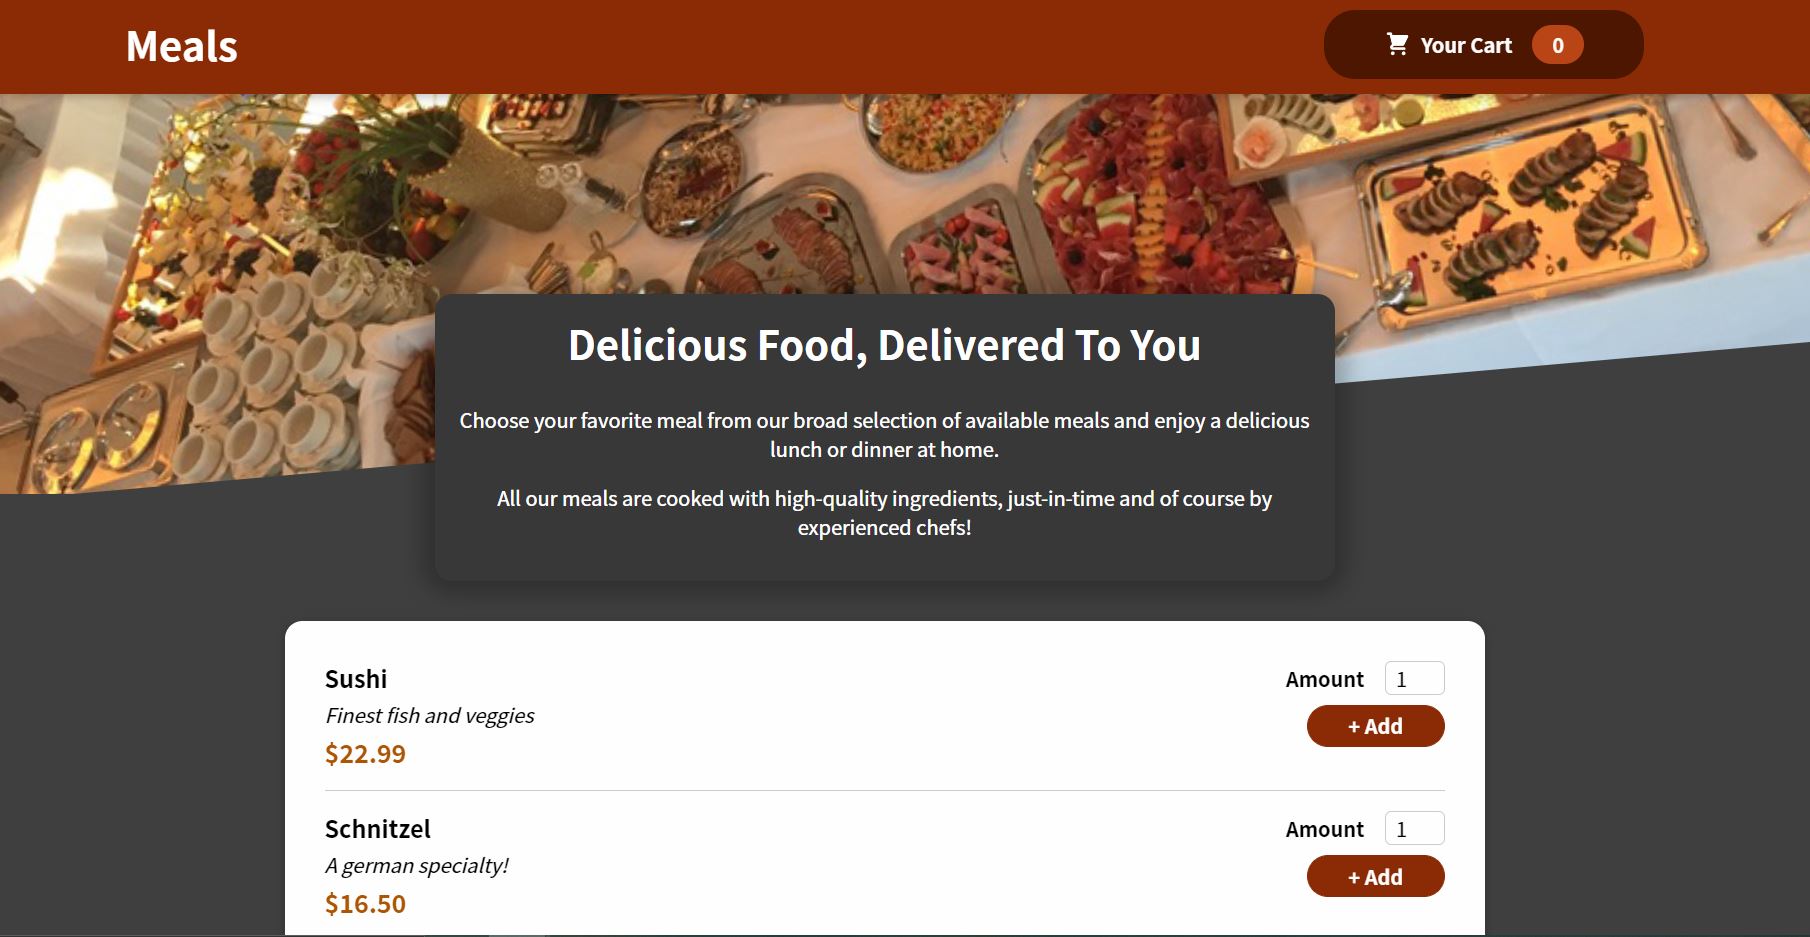 Meals
Your Cart 0
Delicious Food, Delivered To You
Choose your favorite meal from our broad selection of available meals and enjoy a delicious
lunch or dinner at home.
All our meals are cooked with high-quality ingredients, just-in-time and of course by
experienced chefs!
Sushi
Finest fish and veggies
$22.99
Amount 1
+ Add
Schnitzel
A german specialty!
$16.50
Amount 1
+ Add